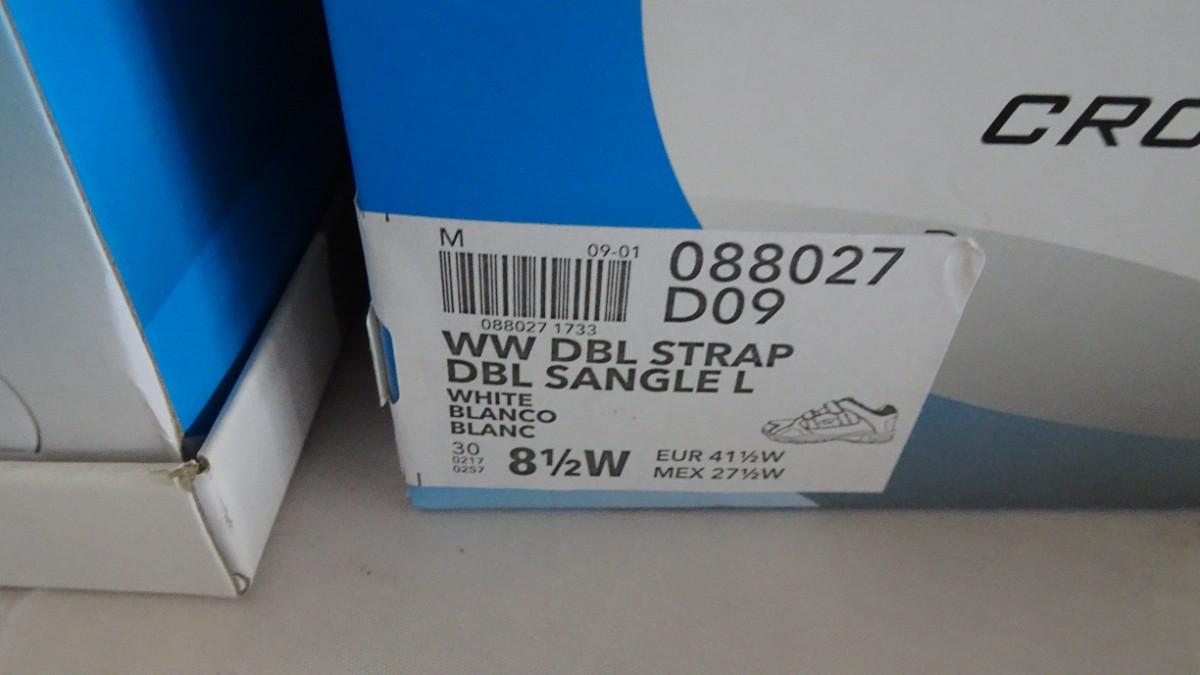 CRO
M
09-01
088027 1733
088027
D09
WW DBL STRAP
DBL SANGLE L
WHITE
BLANCO
BLANC
30
0217
0257
8½W
EUR 41½W
MEX 27½W